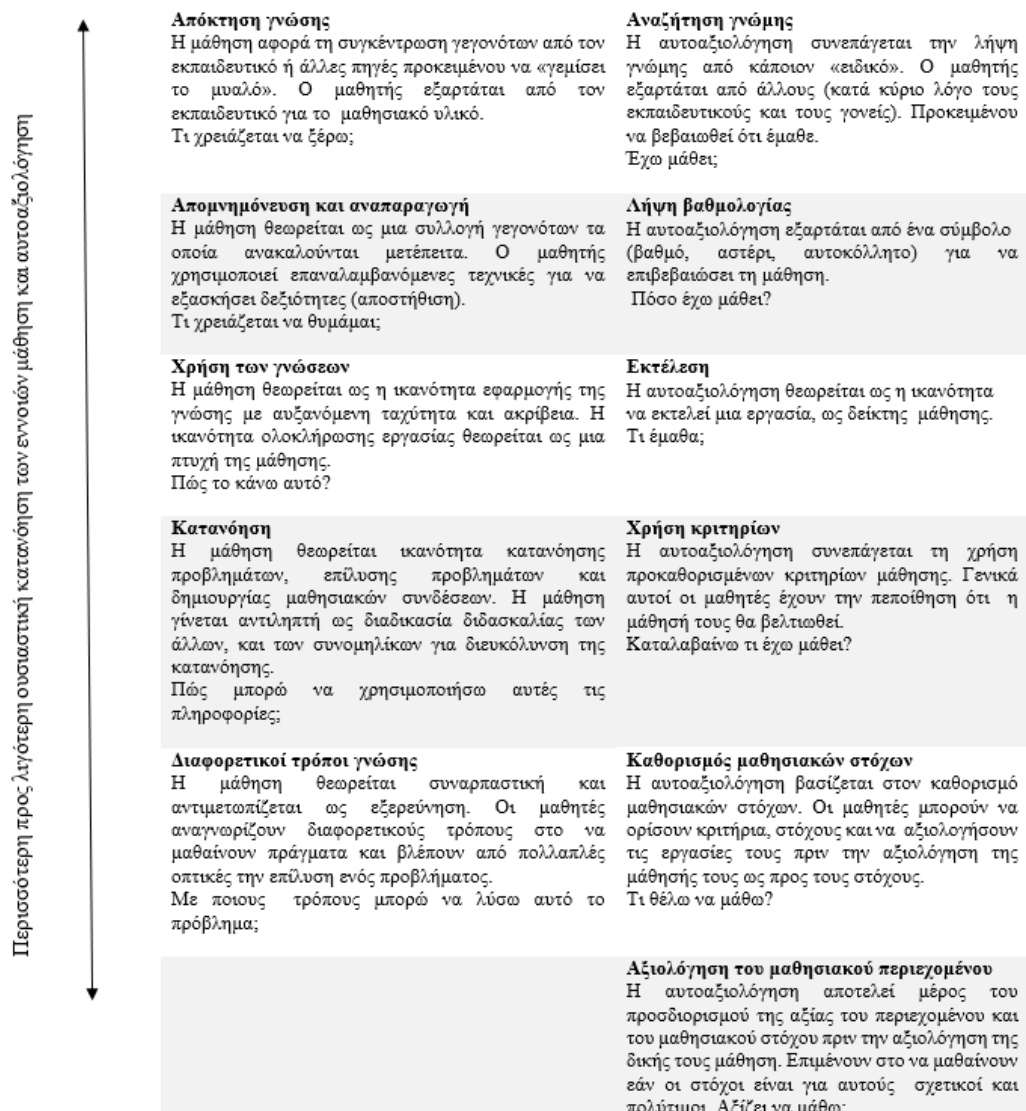 Περισσότερη προς λιγότερη ουσιαστική κατανόηση των εννοιών μάθηση και αυτοαξιολόγηση
Απόκτηση γνώσης
Η μάθηση αφορά τη συγκέντρωση γεγονότων από τον
εκπαιδευτικό ή άλλες πηγές προκειμένου να «γεμίσει
το μυαλό». Ο μαθητής εξαρτάται από τον
εκπαιδευτικό για το μαθησιακό υλικό.
Τι χρειάζεται να ξέρω;
Αναζήτηση γνώμης
Η αυτοαξιολόγηση συνεπάγεται την λήψη
γνώμης από κάποιον «ειδικό». Ο μαθητής
εξαρτάται από άλλους (κατά κύριο λόγο τους
εκπαιδευτικούς και τους γονείς). Προκειμένου
να βεβαιωθεί ότι έμαθε.
Έχω μάθει;
Απομνημόνευση και αναπαραγωγή
Η μάθηση θεωρείται ως μια συλλογή γεγονότων τα
οποία ανακαλούνται μετέπειτα. Ο μαθητής
χρησιμοποιεί επαναλαμβανόμενες τεχνικές για να
εξασκήσει δεξιότητες (αποστήθιση).
Τι χρειάζεται να θυμάμαι;
Λήψη βαθμολογίας
Η αυτοαξιολόγηση εξαρτάται από ένα σύμβολο
(βαθμό, αστέρι, αυτοκόλλητο) για να
επιβεβαιώσει τη μάθηση.
Πόσο έχω μάθει?
Χρήση των γνώσεων
Η μάθηση θεωρείται ως η ικανότητα εφαρμογής της
γνώσης με αυξανόμενη ταχύτητα και ακρίβεια. Η
ικανότητα ολοκλήρωσης εργασίας θεωρείται ως μια
πτυχή της μάθησης.
Πώς το κάνω αυτό?
Εκτέλεση
Η αυτοαξιολόγηση θεωρείται ως η ικανότητα
να εκτελεί μια εργασία, ως δείκτης μάθησης.
Τι έμαθα;
Κατανόηση
Η μάθηση θεωρείται ικανότητα κατανόησης
προβλημάτων, επίλυσης προβλημάτων και
δημιουργίας μαθησιακών συνδέσεων. Η μάθηση
γίνεται αντιληπτή ως διαδικασία διδασκαλίας των
άλλων, και των συνομηλίκων για διευκόλυνση της
κατανόησης.
Πώς μπορώ να χρησιμοποιήσω αυτές τις
πληροφορίες;
Χρήση κριτηρίων
Η αυτοαξιολόγηση συνεπάγεται τη χρήση
προκαθορισμένων κριτηρίων μάθησης. Γενικά
αυτοί οι μαθητές έχουν την πεποίθηση ότι η
μάθησή τους θα βελτιωθεί.
Καταλαβαίνω τι έχω μάθει?
Διαφορετικοί τρόποι γνώσης
Η μάθηση θεωρείται συναρπαστική και
αντιμετωπίζεται ως εξερεύνηση. Οι μαθητές
αναγνωρίζουν διαφορετικούς τρόπους στο να
μαθαίνουν πράγματα και βλέπουν από πολλαπλές
οπτικές την επίλυση ενός προβλήματος.
Με ποιους τρόπους μπορώ να λύσω αυτό το
πρόβλημα;
Καθορισμός μαθησιακών στόχων
Η αυτοαξιολόγηση βασίζεται στον καθορισμό
μαθησιακών στόχων. Οι μαθητές μπορούν να
ορίσουν κριτήρια, στόχους και να αξιολογήσουν
τις εργασίες τους πριν την αξιολόγηση της
μάθησής τους ως προς τους στόχους.
Τι θέλω να μάθω?
Αξιολόγηση του μαθησιακού περιεχομένου
Η αυτοαξιολόγηση αποτελεί μέρος του
προσδιορισμού της αξίας του περιεχομένου και
του μαθησιακού στόχου πριν την αξιολόγηση της
δικής τους μάθηση. Επιμένουν στο να μαθαίνουν
εάν οι στόχοι είναι για αυτούς σχετικοί και
πολύτιμοι. Αξίζει να μάθω;